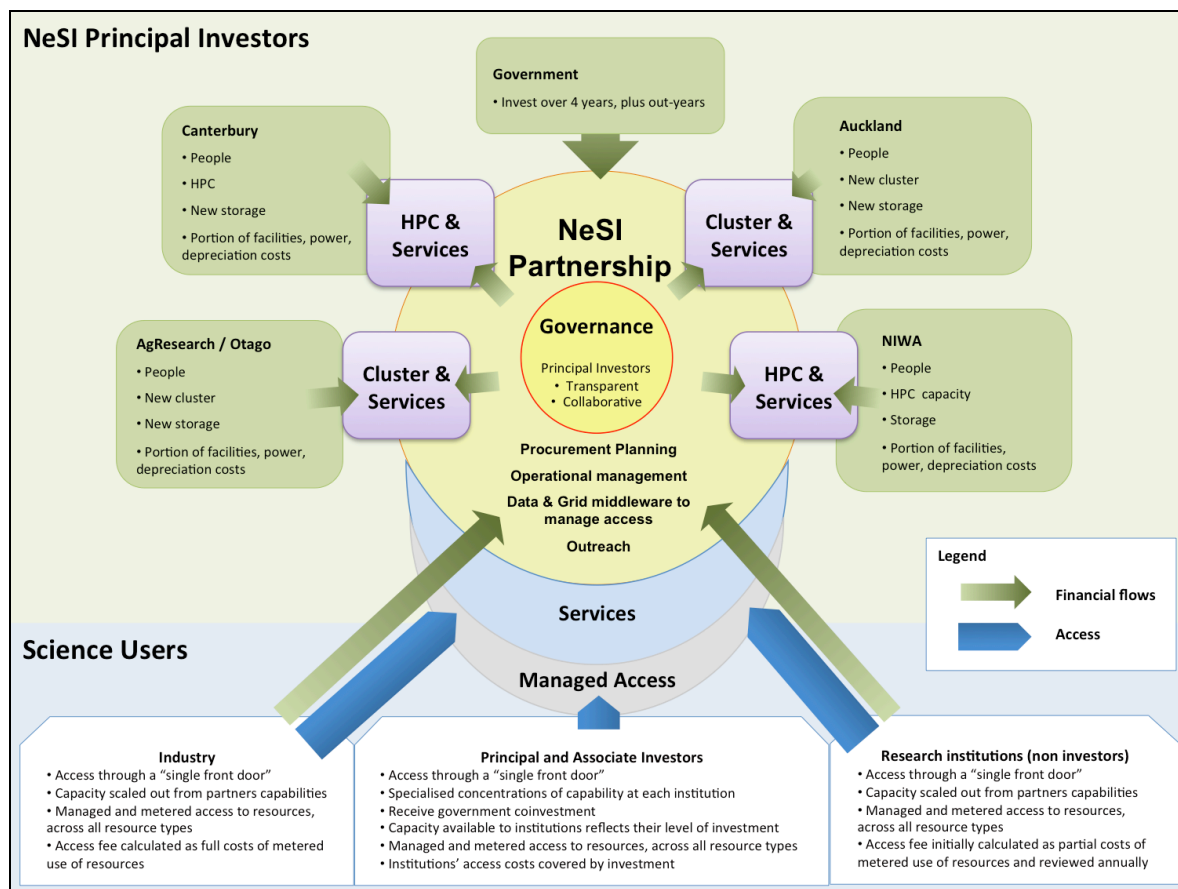 NeSI Principal Investors
Government
• Invest over 4 years, plus out-years
Canterbury
• People
• HPC
• New storage
• Portion of facilities, power,
depreciation costs
HPC &
Services
Auckland
• People
• New cluster
• New storage
• Portion of facilities, power,
depreciation costs
Cluster &
Services
NeSI
Partnership
Governance
Principal Investors
• Transparent
• Collaborative
AgResearch / Otago
• People
• New cluster
• New storage
• Portion of facilities, power,
depreciation costs
Cluster &
Services
NIWA
• People
• HPC capacity
• Storage
• Portion of facilities,
power, depreciation costs
HPC &
Services
Procurement Planning
Operational management
Data & Grid middleware to
manage access
Outreach
Services
Managed Access
Legend
Financial flows
Access
Science Users
Industry
• Access through a “single front door”
• Capacity scaled out from partners capabilities
• Managed and metered access to resources,
across all resource types
• Access fee calculated as full costs of metered
use of resources
Principal and Associate Investors
• Access through a “single front door”
• Specialised concentrations of capability at each institution
• Receive government coinvestment
• Capacity available to institutions reflects their level of investment
• Managed and metered access to resources, across all resource types
• Institutions’ access costs covered by investment
Research institutions (non investors)
• Access through a “single front door”
• Capacity scaled out from partners capabilities
• Managed and metered access to resources,
across all resource types
• Access fee initially calculated as partial costs of
metered use of resources and reviewed annually